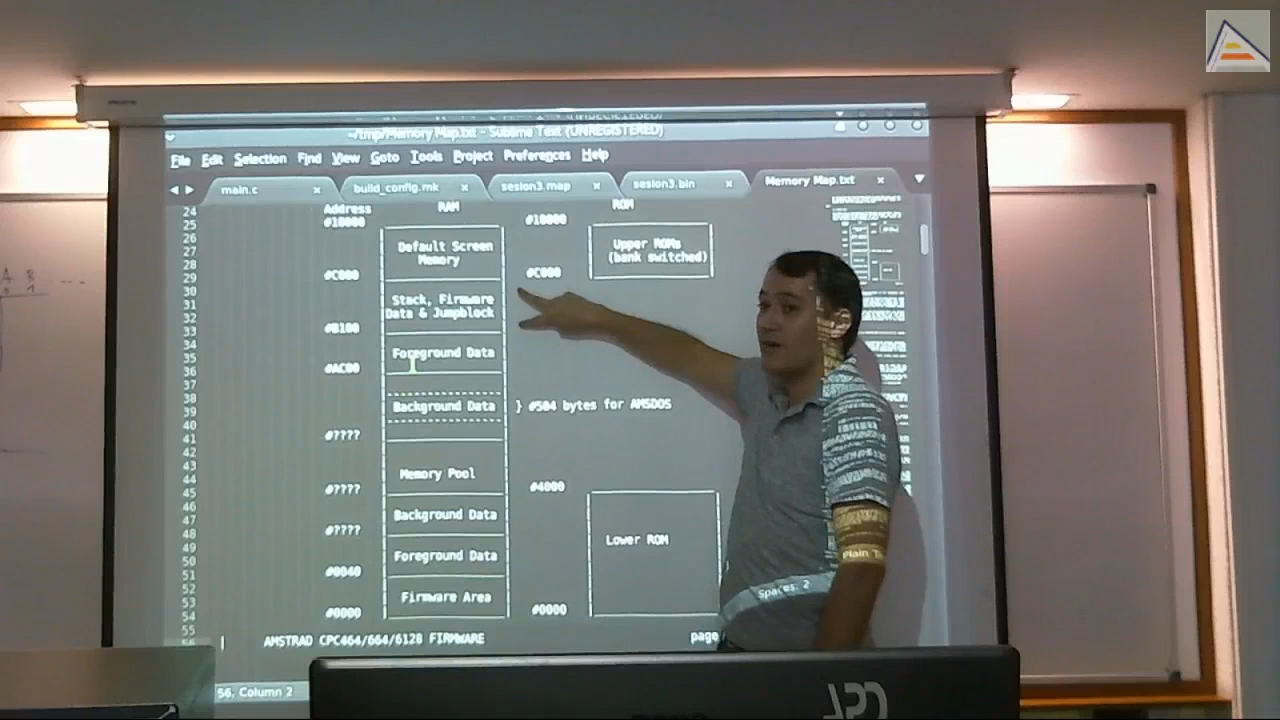 ~/tmp/Memory Map.txt - Sublime Text (UNREGISTERED)
File Edit Selection Find View Goto Tools Project Preferences Help
main.c × build_config.mk × sesion3.map × sesion3.bin × Memory Map.txt ×
24 Address RAM ROM
25 #10000 #10000
26
27 Default Screen Upper ROMs
28 Memory (bank switched)
29 #C000 #C000
30
31 Stack, Firmware
32 Data & Jumpblock
33 #B100
34
35 Foreground Data
36 #AC00
37
38
39 Background Data } #504 bytes for AMSDOS
40
41 #????
42
43
44 Memory Pool
45 #???? #4000
46
47 Background Data
48 #????
49 Lower ROM
50 Foreground Data
51 #0040
52
53 Firmware Area
54 #0000 #0000
55
AMSTRAD CPC464/664/6128 FIRMWARE page
56, Column 2
Spaces: 2
Plain T
A B